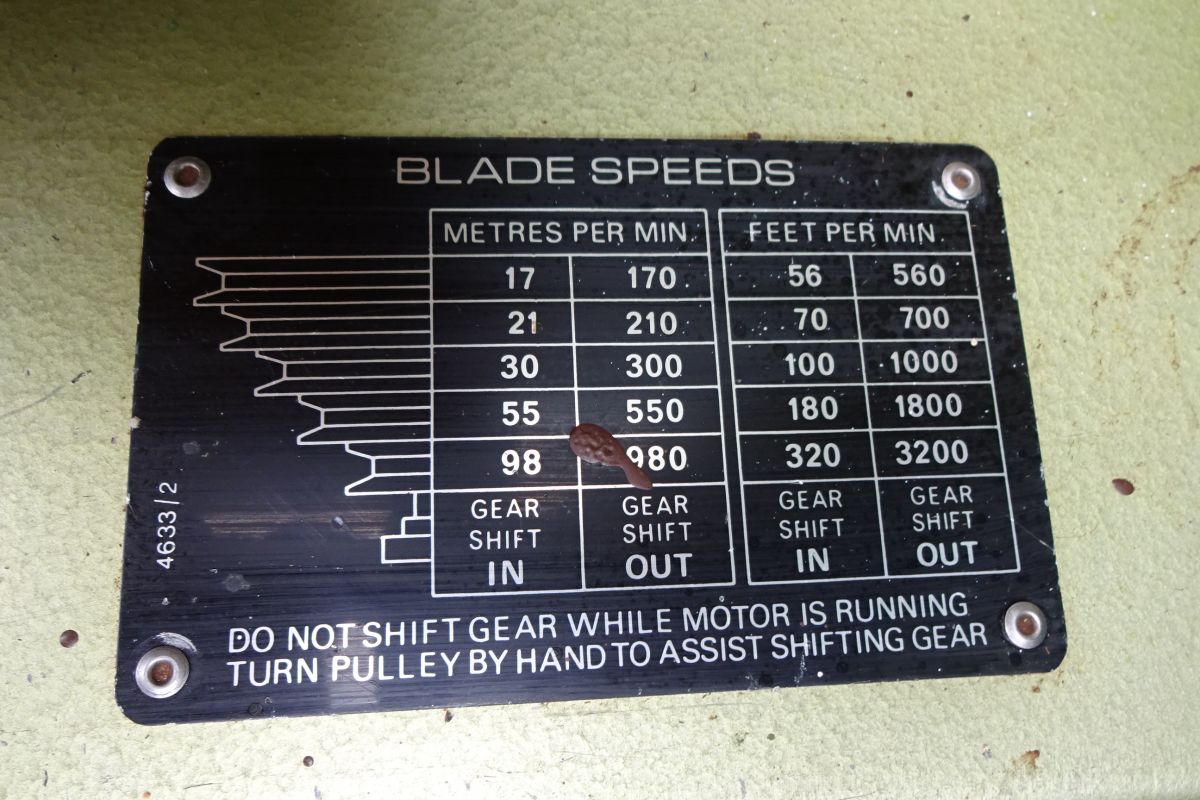 BLADE SPEEDS
METRES PER MIN. FEET PER MIN.
17 170 56 560
21 210 70 700
30 300 100 1000
55 550 180 1800
98 980 320 3200
GEAR SHIFT IN GEAR SHIFT OUT GEAR SHIFT IN GEAR SHIFT OUT
4633/2
DO NOT SHIFT GEAR WHILE MOTOR IS RUNNING
TURN PULLEY BY HAND TO ASSIST SHIFTING GEAR